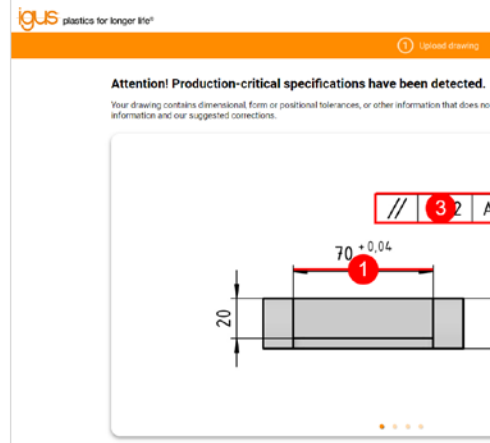 igus plastics for longer life®
1 Upload drawing
Attention! Production-critical specifications have been detected.
Your drawing contains dimensional, form or positional tolerances, or other information that does no
information and our suggested corrections.
// 3 2 A
70 +0,04
1
20